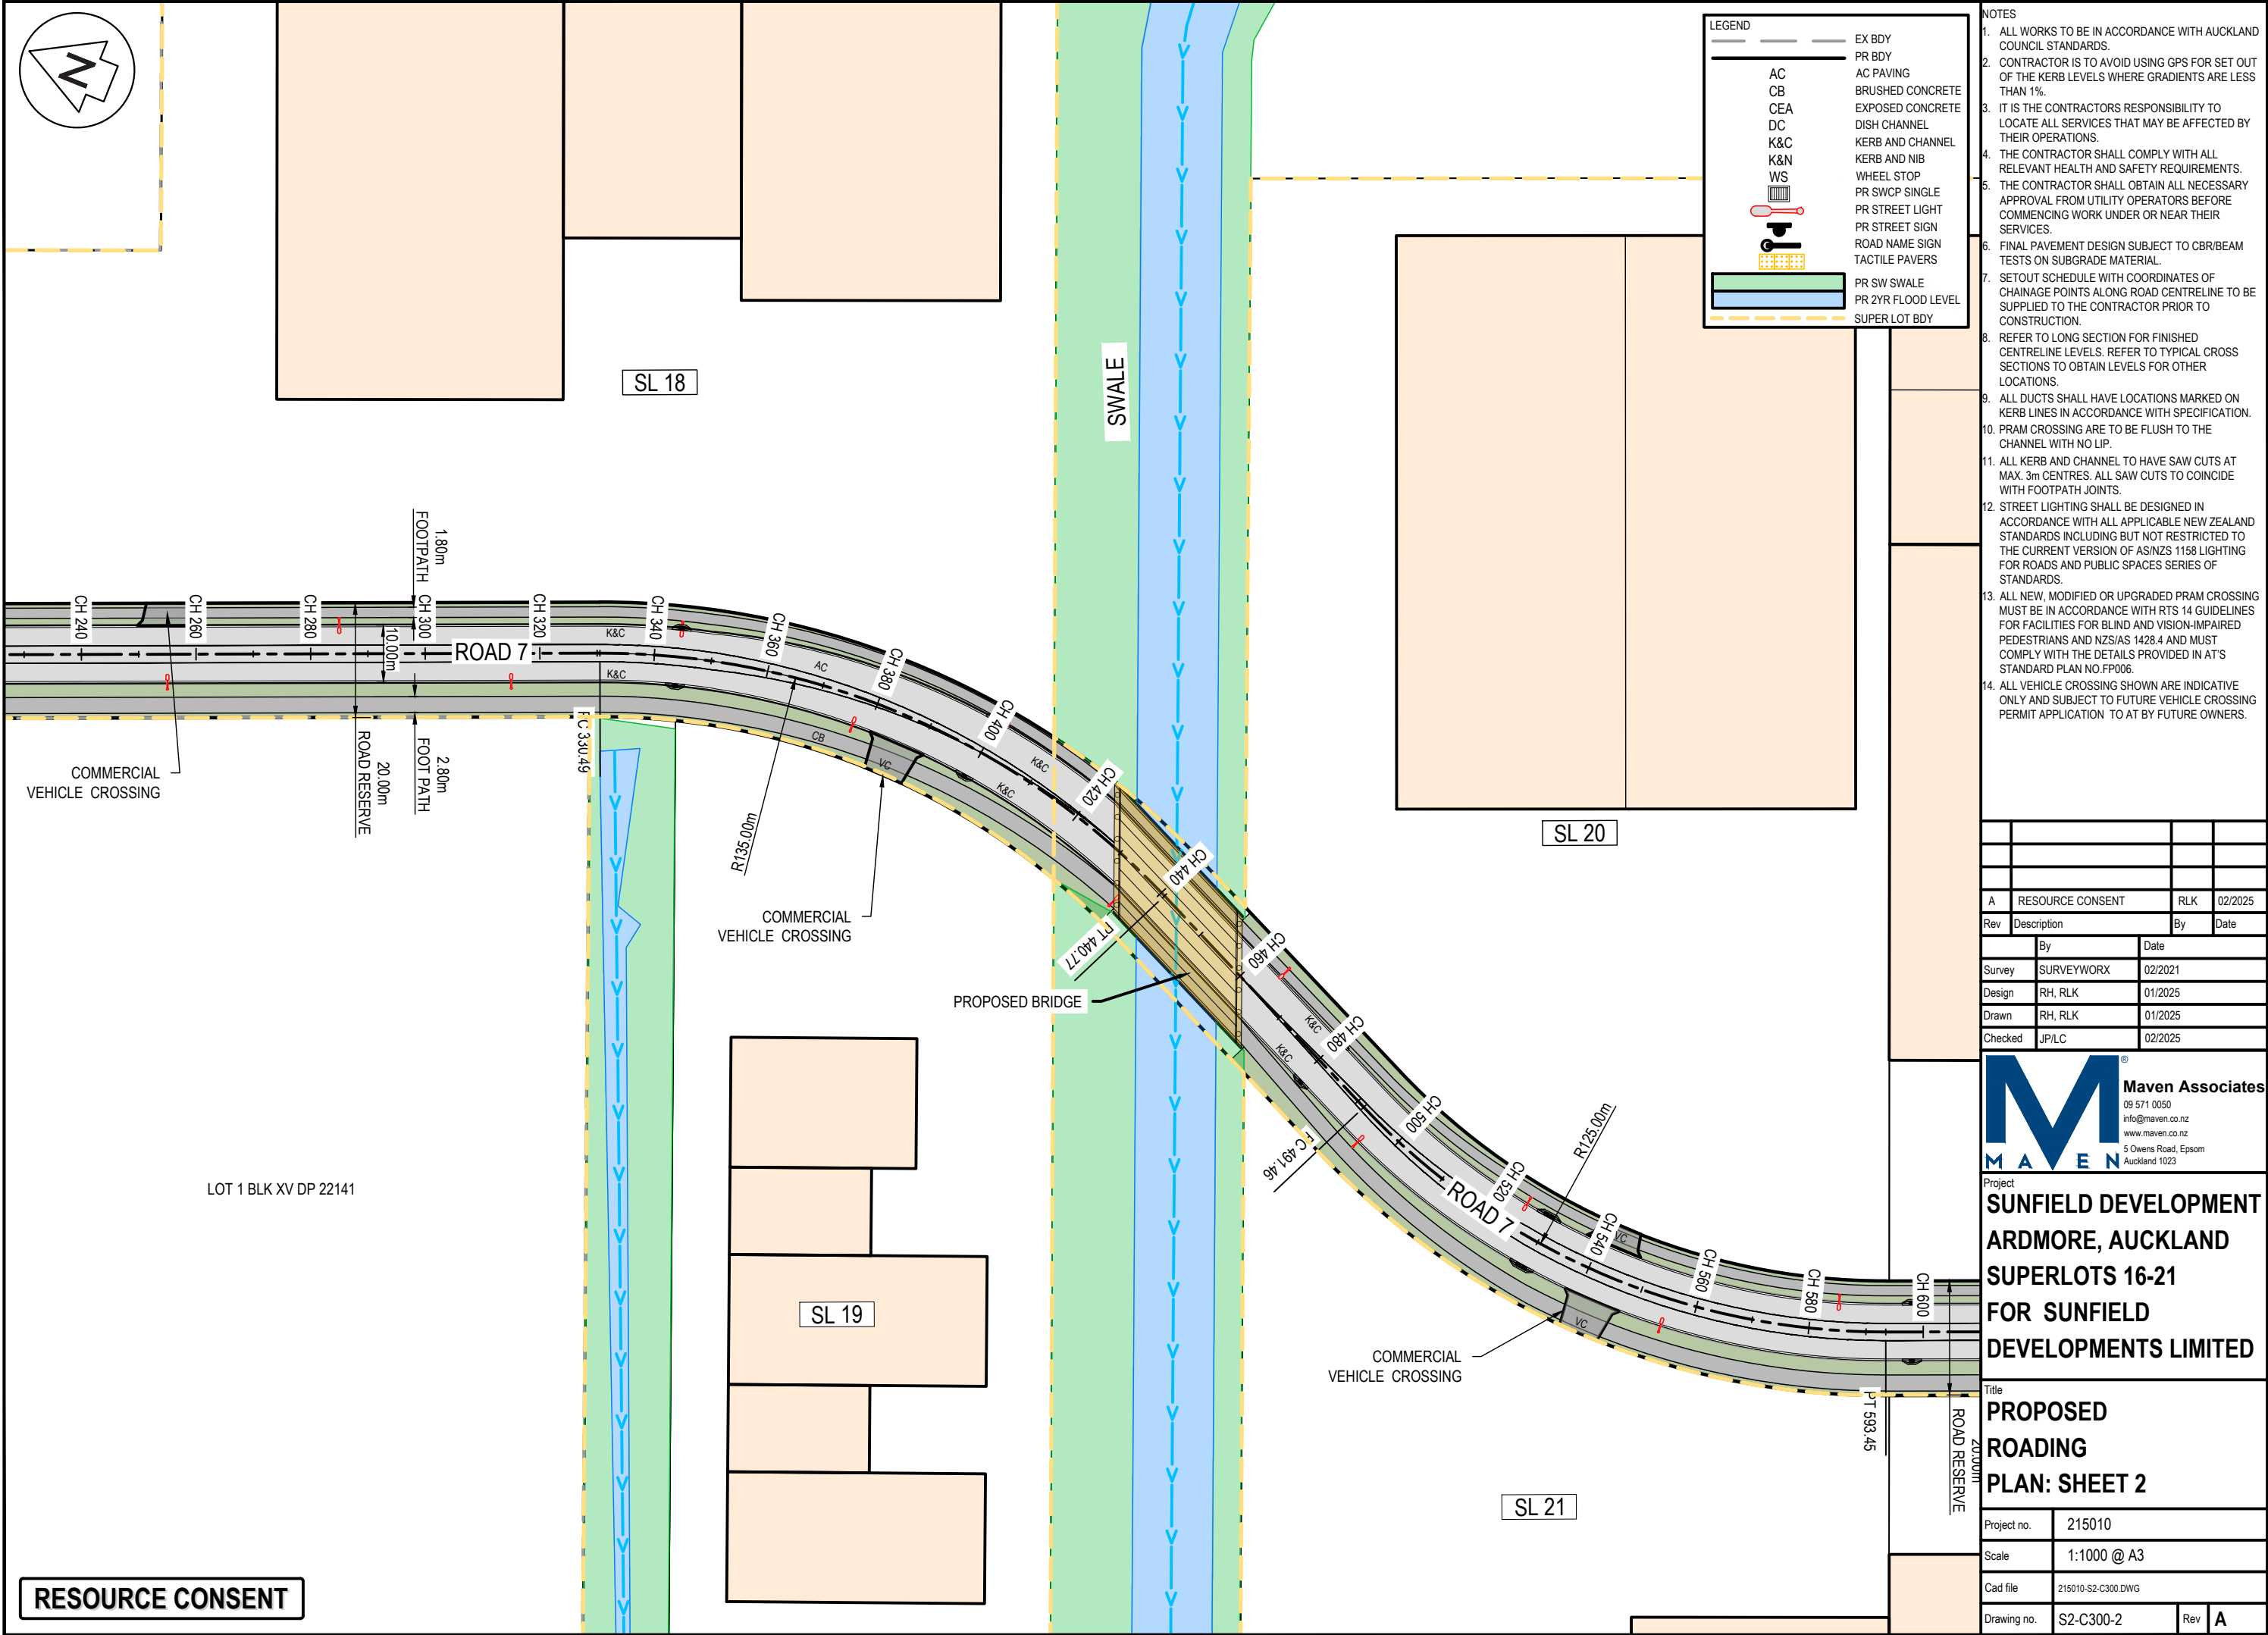 N
LEGEND
EX BDY
PR BDY
AC AC PAVING
CB BRUSHED CONCRETE
CEA EXPOSED CONCRETE
DC DISH CHANNEL
K&C KERB AND CHANNEL
K&N KERB AND NIB
WS WHEEL STOP
PR SWCP SINGLE
PR STREET LIGHT
PR STREET SIGN
ROAD NAME SIGN
TACTILE PAVERS
PR SW SWALE
PR 2YR FLOOD LEVEL
SUPER LOT BDY
SL 18
SWALE
SL 20
1.80m
FOOTPATH
CH 240
CH 260
CH 280
CH 300
CH 320
CH 340
CH 360
CH 380
CH 400
CH 420
CH 440
CH 460
CH 480
CH 500
CH 520
CH 540
CH 560
CH 580
CH 600
10.00m
ROAD 7
K&C
K&C
AC
K&C
K&C
CB
VC
COMMERCIAL
VEHICLE CROSSING
20.00m
ROAD RESERVE
2.80m
FOOT PATH
330.49
R135.00m
COMMERCIAL
VEHICLE CROSSING
PT 440.77
PROPOSED BRIDGE
K&C
K&C
C 491.46
ROAD 7
R125.00m
VC
VC
COMMERCIAL
VEHICLE CROSSING
PT 593.45
20.00m
ROAD RESERVE
LOT 1 BLK XV DP 22141
SL 19
SL 21
RESOURCE CONSENT
NOTES
1. ALL WORKS TO BE IN ACCORDANCE WITH AUCKLAND
COUNCIL STANDARDS.
2. CONTRACTOR IS TO AVOID USING GPS FOR SET OUT
OF THE KERB LEVELS WHERE GRADIENTS ARE LESS
THAN 1%.
3. IT IS THE CONTRACTORS RESPONSIBILITY TO
LOCATE ALL SERVICES THAT MAY BE AFFECTED BY
THEIR OPERATIONS.
4. THE CONTRACTOR SHALL COMPLY WITH ALL
RELEVANT HEALTH AND SAFETY REQUIREMENTS.
5. THE CONTRACTOR SHALL OBTAIN ALL NECESSARY
APPROVAL FROM UTILITY OPERATORS BEFORE
COMMENCING WORK UNDER OR NEAR THEIR
SERVICES.
6. FINAL PAVEMENT DESIGN SUBJECT TO CBR/BEAM
TESTS ON SUBGRADE MATERIAL.
7. SETOUT SCHEDULE WITH COORDINATES OF
CHAINAGE POINTS ALONG ROAD CENTRELINE TO BE
SUPPLIED TO THE CONTRACTOR PRIOR TO
CONSTRUCTION.
8. REFER TO LONG SECTION FOR FINISHED
CENTRELINE LEVELS. REFER TO TYPICAL CROSS
SECTIONS TO OBTAIN LEVELS FOR OTHER
LOCATIONS.
9. ALL DUCTS SHALL HAVE LOCATIONS MARKED ON
KERB LINES IN ACCORDANCE WITH SPECIFICATION.
10. PRAM CROSSING ARE TO BE FLUSH TO THE
CHANNEL WITH NO LIP.
11. ALL KERB AND CHANNEL TO HAVE SAW CUTS AT
MAX. 3m CENTRES. ALL SAW CUTS TO COINCIDE
WITH FOOTPATH JOINTS.
12. STREET LIGHTING SHALL BE DESIGNED IN
ACCORDANCE WITH ALL APPLICABLE NEW ZEALAND
STANDARDS INCLUDING BUT NOT RESTRICTED TO
THE CURRENT VERSION OF AS/NZS 1158 LIGHTING
FOR ROADS AND PUBLIC SPACES SERIES OF
STANDARDS.
13. ALL NEW, MODIFIED OR UPGRADED PRAM CROSSING
MUST BE IN ACCORDANCE WITH RTS 14 GUIDELINES
FOR FACILITIES FOR BLIND AND VISION-IMPAIRED
PEDESTRIANS AND NZS/AS 1428.4 AND MUST
COMPLY WITH THE DETAILS PROVIDED IN AT'S
STANDARD PLAN NO.FP006.
14. ALL VEHICLE CROSSING SHOWN ARE INDICATIVE
ONLY AND SUBJECT TO FUTURE VEHICLE CROSSING
PERMIT APPLICATION TO AT BY FUTURE OWNERS.
A RESOURCE CONSENT RLK 02/2025
Rev Description By Date
By Date
Survey SURVEYWORX 02/2021
Design RH, RLK 01/2025
Drawn RH, RLK 01/2025
Checked JP/LC 02/2025
®
MAVEN
Maven Associates
09 571 0050
info@maven.co.nz
www.maven.co.nz
5 Owens Road, Epsom
Auckland 1023
Project
SUNFIELD DEVELOPMENT
ARDMORE, AUCKLAND
SUPERLOTS 16-21
FOR SUNFIELD
DEVELOPMENTS LIMITED
Title
PROPOSED
ROADING
PLAN: SHEET 2
Project no. 215010
Scale 1:1000 @ A3
Cad file 215010-S2-C300.DWG
Drawing no. S2-C300-2 Rev A